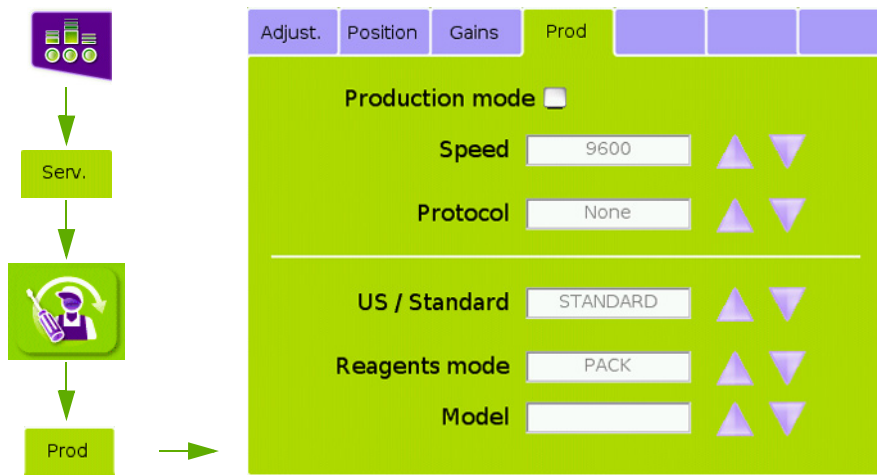 Serv.
Prod
Adjust. Position Gains Prod
Production mode
Speed 9600
Protocol None
US / Standard STANDARD
Reagents mode PACK
Model